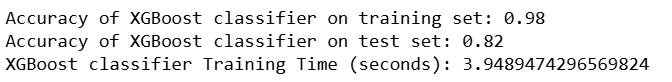 Accuracy of XGBoost classifier on training set: 0.98
Accuracy of XGBoost classifier on test set: 0.82
XGBoost classifier Training Time (seconds): 3.9489474296569824